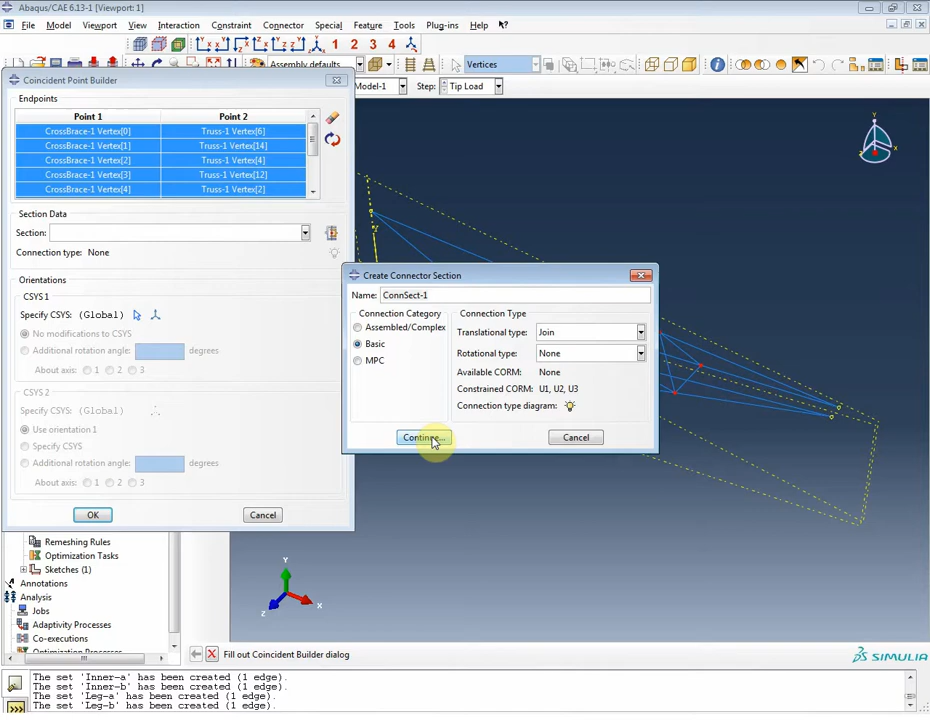 Abaqus/CAE 6.13-1 [Viewport: 1]
File Model Viewport View Interaction Constraint Connector Special Feature Tools Plug-ins Help
1 2 3 4
Assembly defaults
Vertices
Coincident Point Builder
Model-1 Step: Tip Load
Endpoints
Point 1 Point 2
CrossBrace-1 Vertex[0] Truss-1 Vertex[6]
CrossBrace-1 Vertex[1] Truss-1 Vertex[14]
CrossBrace-1 Vertex[2] Truss-1 Vertex[4]
CrossBrace-1 Vertex[3] Truss-1 Vertex[12]
CrossBrace-1 Vertex[4] Truss-1 Vertex[2]
Section Data
Section:
Connection type: None
Orientations
CSYS 1
Specify CSYS: (Global)
No modifications to CSYS
Additional rotation angle: degrees
About axis: 1 2 3
CSYS 2
Specify CSYS: (Global)
Use orientation 1
Specify CSYS
Additional rotation angle: degrees
About axis: 1 2 3
OK Cancel
Create Connector Section
Name: ConnSect-1
Connection Category
Assembled/Complex
Basic
MPC
Connection Type
Translational type: Join
Rotational type: None
Available CORM: None
Constrained CORM: U1, U2, U3
Connection type diagram:
Continue... Cancel
Y
X
Z
Remeshing Rules
Optimization Tasks
Sketches (1)
Annotations
Analysis
Jobs
Adaptivity Processes
Co-executions
Optimization Processes
Y
X
Z
Fill out Coincident Builder dialog
SIMULIA
The set 'Inner-a' has been created (1 edge).
The set 'Inner-b' has been created (1 edge).
The set 'Leg-a' has been created (1 edge).
The set 'Leg-b' has been created (1 edge).
>>>